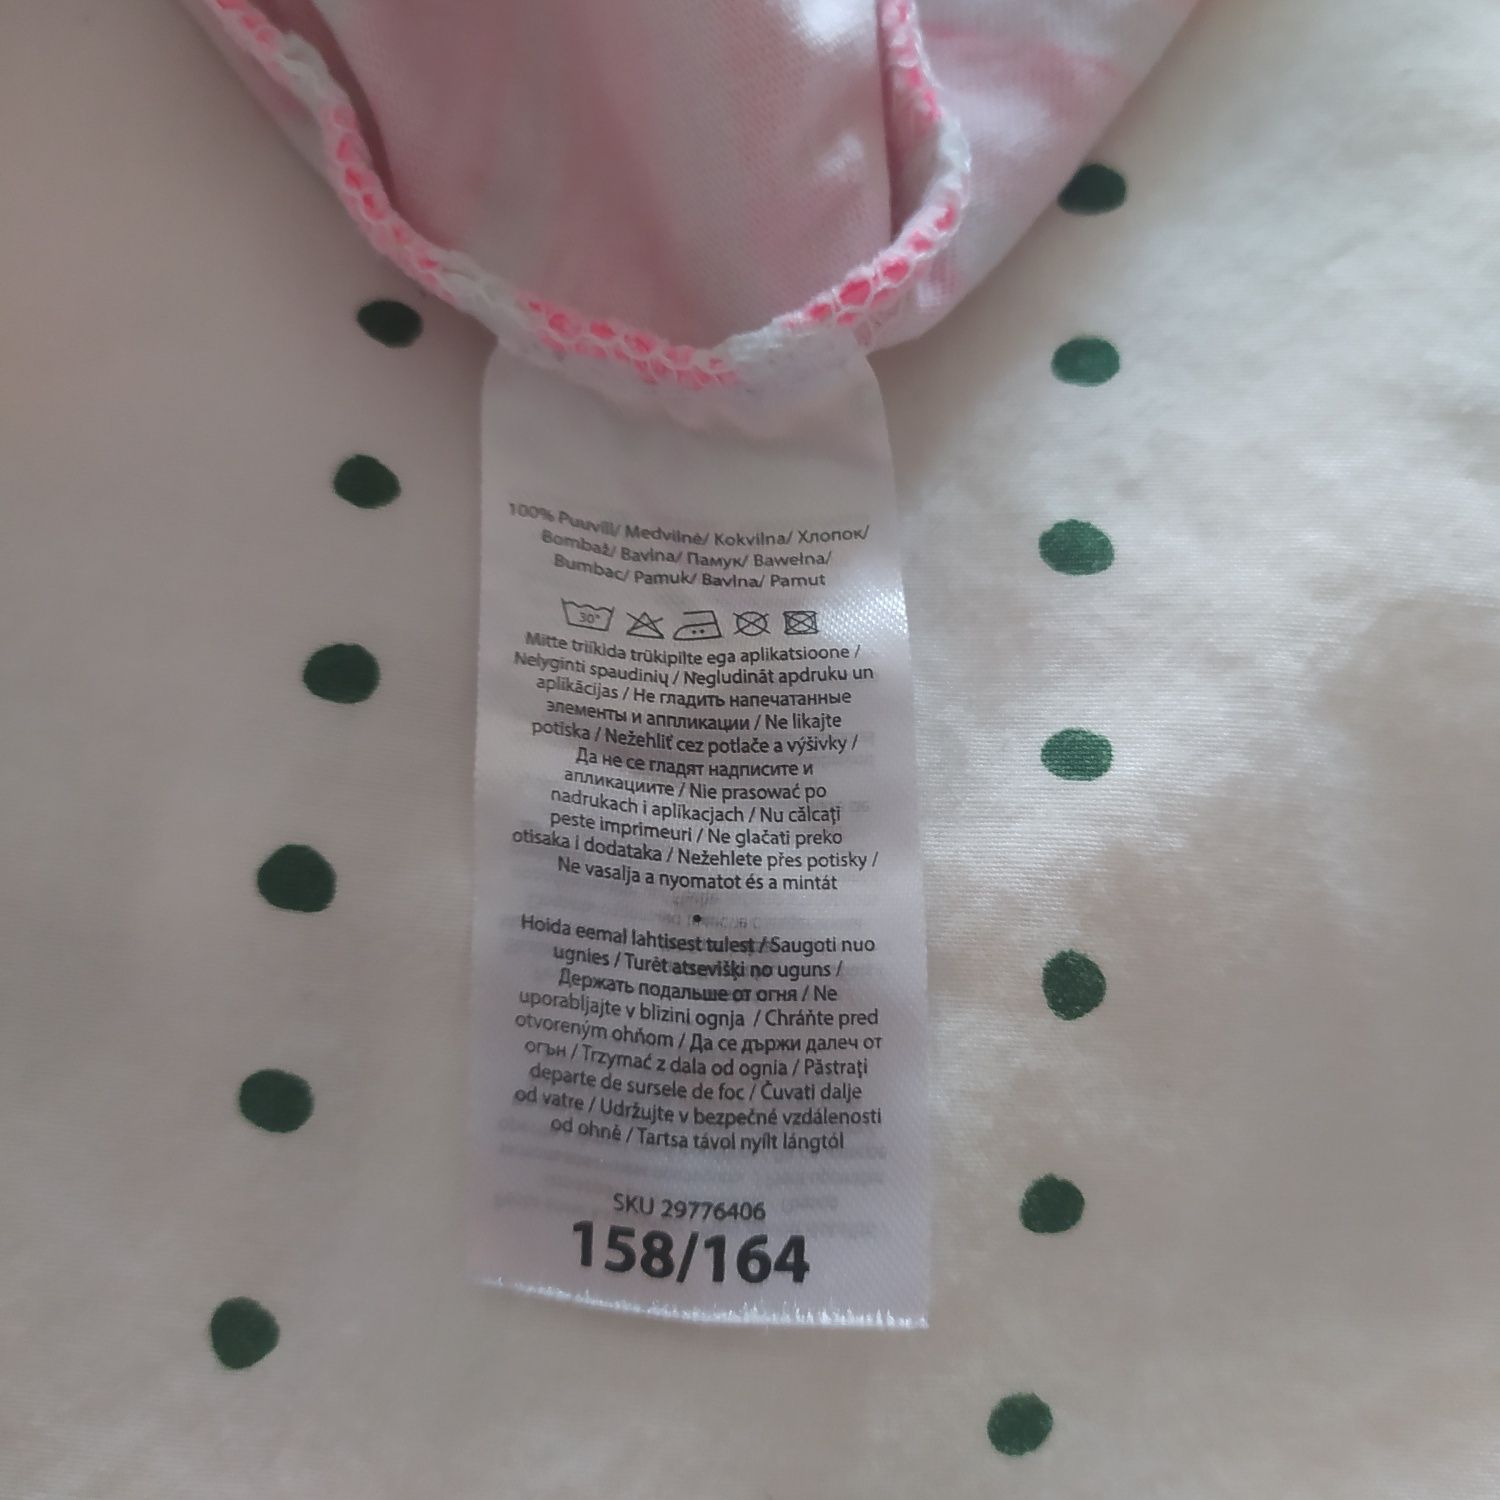 100% Puuvill/ Medvilnė/ Kokvilna/ Хлопок/
Bombaž/ Bavlna/ Памук/ Bawełna/
Bumbac/ Pamuk/ Bavlna/ Pamut
30°
Mitte triikida trükipilte ega aplikatsioone /
Nelyginti spaudinių / Negludināt apdruku un
aplikācijas / Не гладить напечатанные
элементы и аппликации / Ne likajte
potiska / Nežehliť cez potlače a výšivky /
Да не се гладят надписите и
апликациите / Nie prasować po
nadrukach i aplikacjach / Nu călcați
peste imprimeuri / Ne glačati preko
otisaka i dodataka / Nežehlete přes potisky /
Ne vasalja a nyomatot és a mintát
Hoida eemal lahtisest tulest / Saugoti nuo
ugnies / Turēt atsevišķi no uguns /
Держать подальше от огня / Ne
uporabljajte v blizini ognja / Chráňte pred
otvoreným ohňom / Да се държи далеч от
огън / Trzymać z dala od ognia / Păstrați
departe de sursele de foc / Čuvati dalje
od vatre / Udržujte v bezpečné vzdálenosti
od ohně / Tartsa távol nyílt lángtól
SKU 29776406
158/164